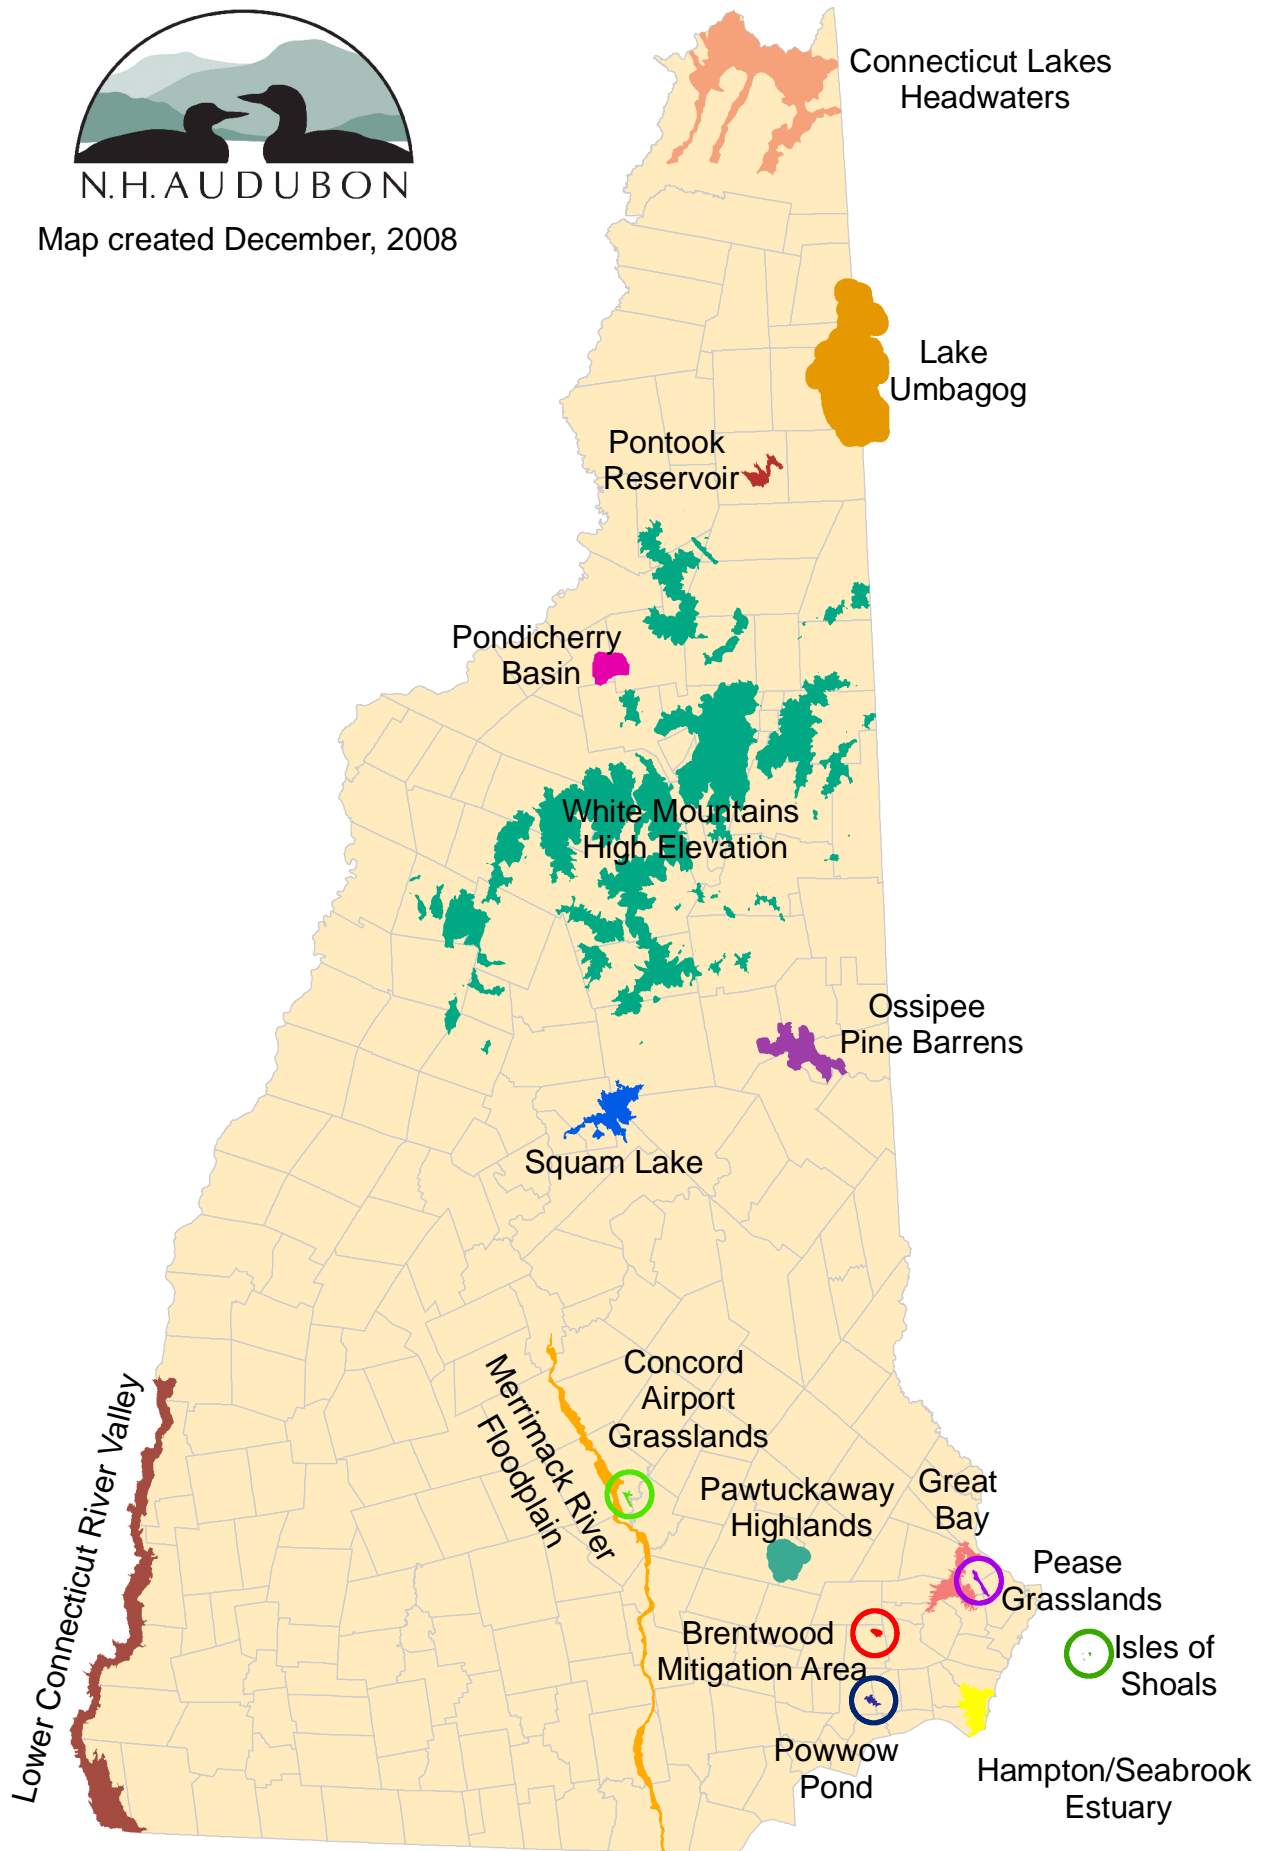 N.H.AUDUBON
Map created December, 2008
Connecticut Lakes
Headwaters
Lake
Umbagog
Pontook
Reservoir
Pondicherry
Basin
White Mountains
High Elevation
Ossipee
Pine Barrens
Squam Lake
Concord
Airport
Grasslands
Merrimack River
Floodplain
Lower Connecticut River Valley
Pawtuckaway
Highlands
Great
Bay
Pease
Grasslands
Brentwood
Mitigation Area
Isles of
Shoals
Powwow
Pond
Hampton/Seabrook
Estuary